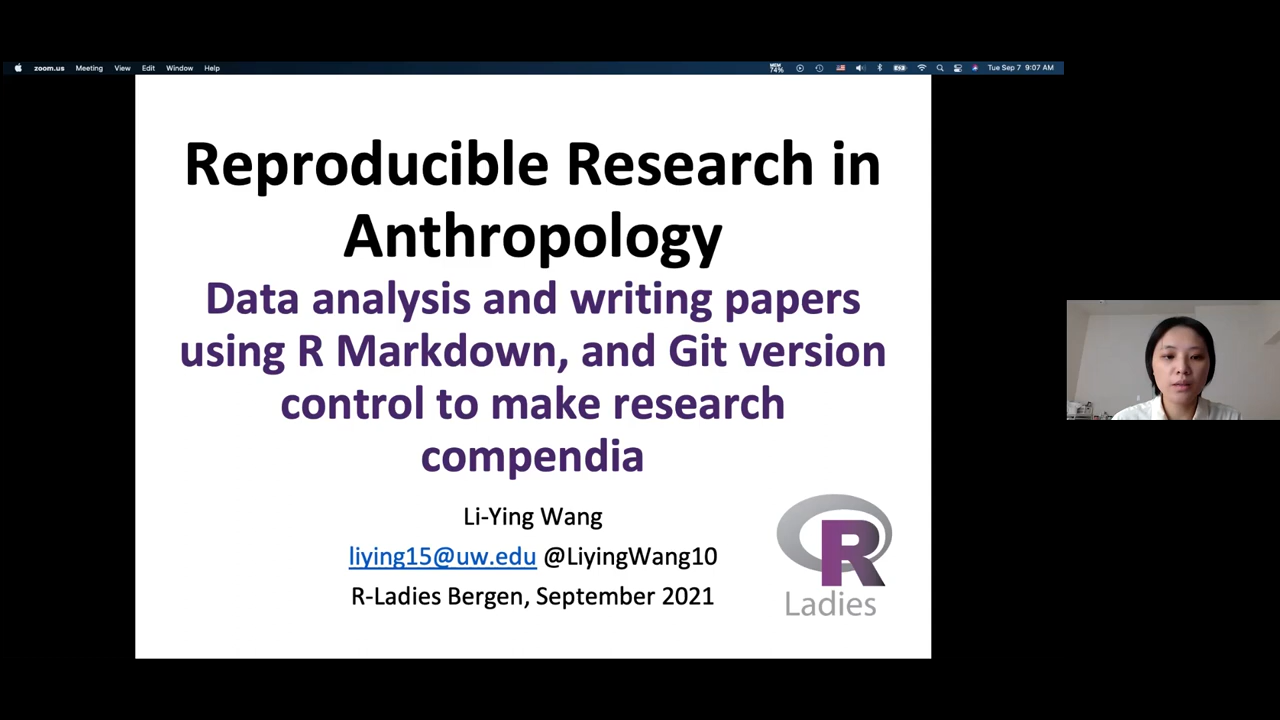 zoom.us Meeting View Edit Window Help
74%
Tue Sep 7 9:07 AM
Reproducible Research in
Anthropology
Data analysis and writing papers
using R Markdown, and Git version
control to make research
compendia
Li-Ying Wang
liying15@uw.edu @LiyingWang10
R-Ladies Bergen, September 2021
R
Ladies